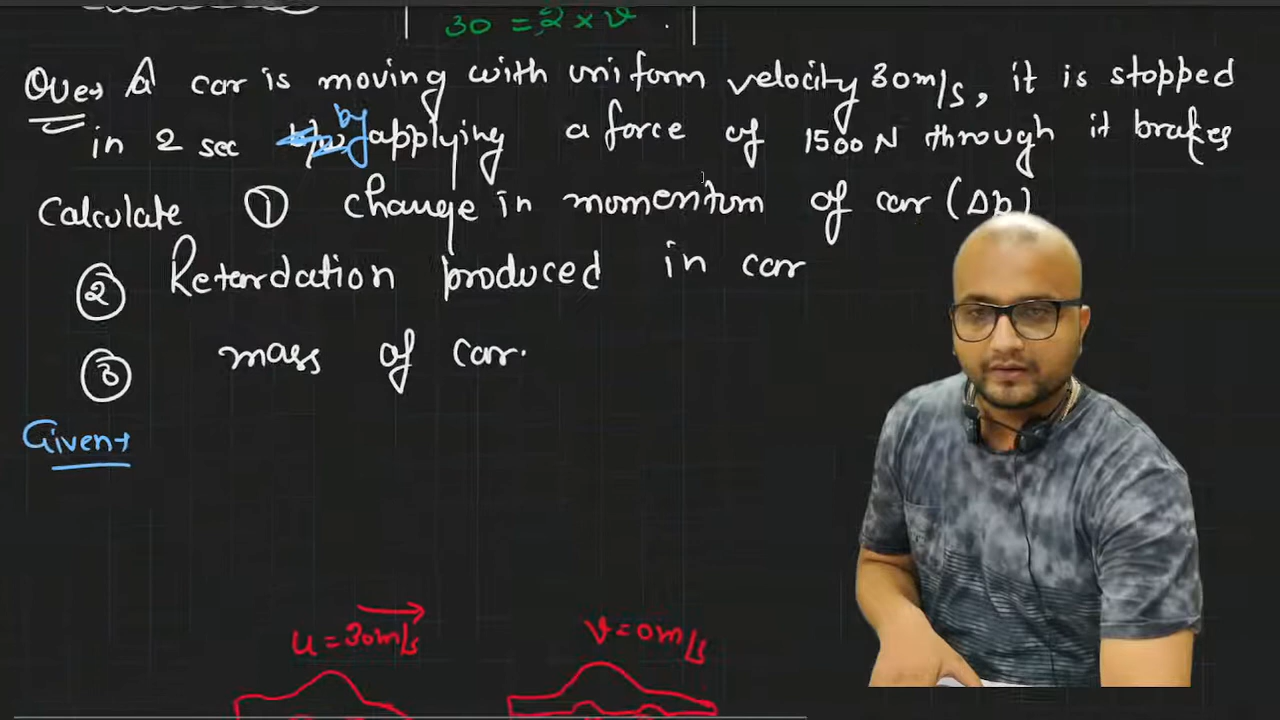 30 = 2 × v
Que→ A car is moving with uniform velocity 30m/s, it is stopped
in 2 sec by applying a force of 1500 N through it brakes
Calculate ① change in momentum of car (Δp)
② Retardation produced in car
③ mass of car.
Given→
u = 30m/s v = 0m/s